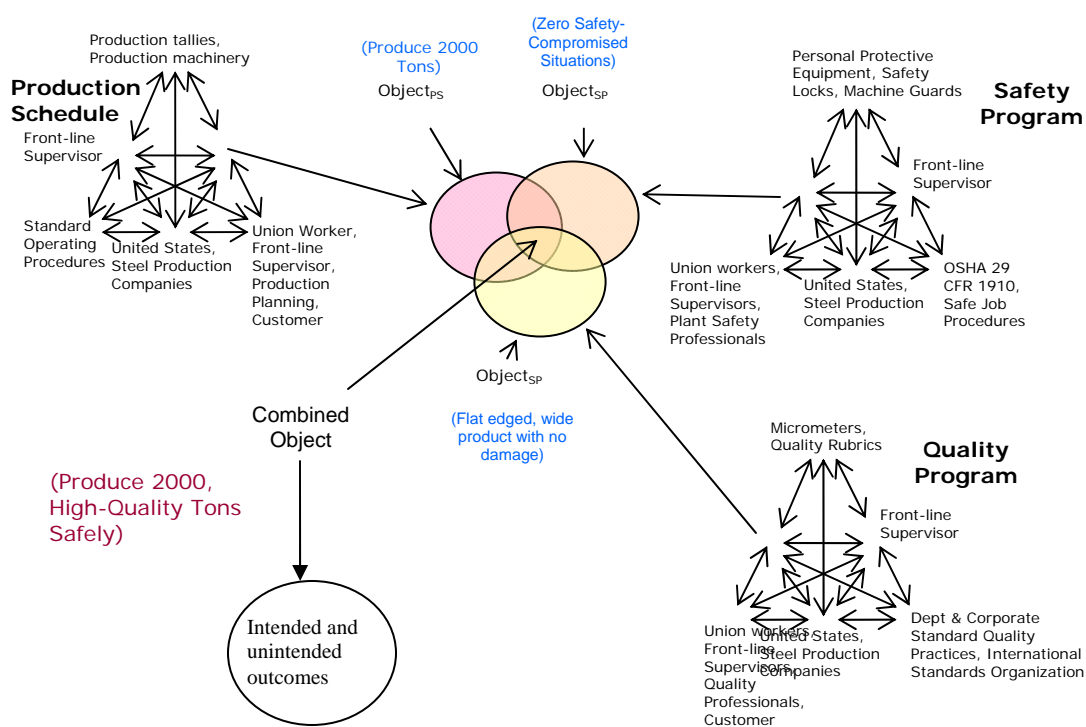 Production tallies,
Production machinery
Production
Schedule
Front-line
Supervisor
Standard
Operating
Procedures
United States,
Steel Production
Companies
Union Worker,
Front-line
Supervisor,
Production
Planning,
Customer
(Produce 2000
Tons)
Object_PS
(Zero Safety-
Compromised
Situations)
Object_SP
Personal Protective
Equipment, Safety
Locks, Machine Guards
Safety
Program
Front-line
Supervisor
Union workers,
Front-line
Supervisors,
Plant Safety
Professionals
United States,
Steel Production
Companies
OSHA 29
CFR 1910,
Safe Job
Procedures
Object_SP
(Flat edged, wide
product with no
damage)
Combined
Object
(Produce 2000,
High-Quality Tons
Safely)
Intended and
unintended
outcomes
Micrometers,
Quality Rubrics
Quality
Program
Front-line
Supervisor
Union workers,
Front-line
Supervisors,
Quality
Professionals,
Customer
United States,
Steel Production
Companies
Dept & Corporate
Standard Quality
Practices, International
Standards Organization